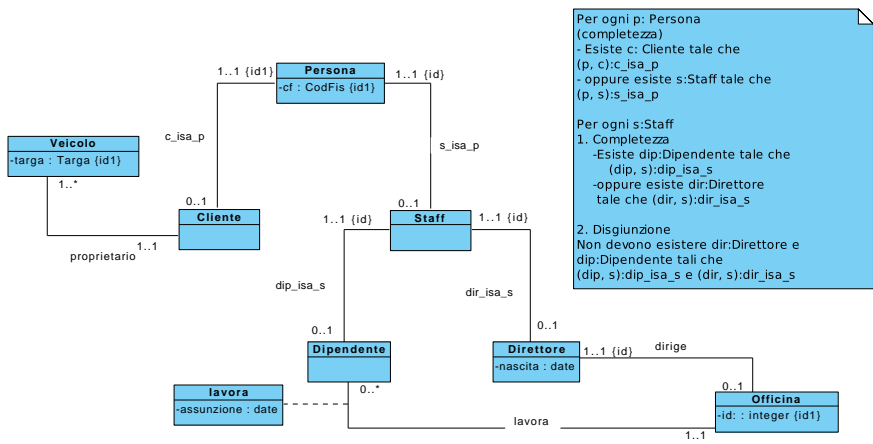 Per ogni p: Persona
(completezza)
- Esiste c: Cliente tale che
(p, c):c_isa_p
- oppure esiste s:Staff tale che
(p, s):s_isa_p
Per ogni s:Staff
1. Completezza
-Esiste dip:Dipendente tale che
(dip, s):dip_isa_s
-oppure esiste dir:Direttore
tale che (dir, s):dir_isa_s
2. Disgiunzione
Non devono esistere dir:Direttore e
dip:Dipendente tali che
(dip, s):dip_isa_s e (dir, s):dir_isa_s
1..1 {id1}
Persona
1..1 {id}
-cf : CodFis {id1}
c_isa_p
s_isa_p
Veicolo
-targa : Targa {id1}
1..*
0..1
0..1
Cliente
1..1
proprietario
1..1 {id}
Staff
1..1 {id}
dip_isa_s
dir_isa_s
0..1
0..1
Dipendente
0..*
Direttore
-nascita : date
1..1 {id}
dirige
0..1
lavora
-assunzione : date
Officina
-id: : integer {id1}
lavora
1..1